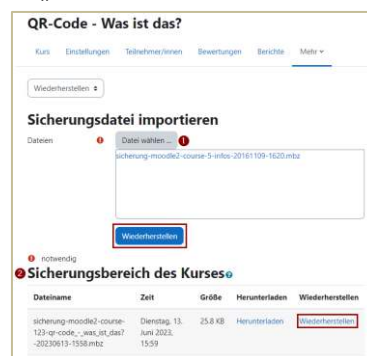 QR-Code - Was ist das?
Kurs Einstellungen Teilnehmer/innen Bewertungen Berichte Mehr
Wiederherstellen
Sicherungsdatei importieren
Dateien Datei wählen ... 1
sicherung-moodle2-course-5-infos-20161109-1620.mbz
Wiederherstellen
notwendig
2 Sicherungsbereich des Kurses
Dateiname Zeit Größe Herunterladen Wiederherstellen
sicherung-moodle2-course- Dienstag, 13. 25.8 KB Herunterladen Wiederherstellen
123-qr-code_-_was_ist_das? Juni 2023,
-20230613-1558.mbz 15:59